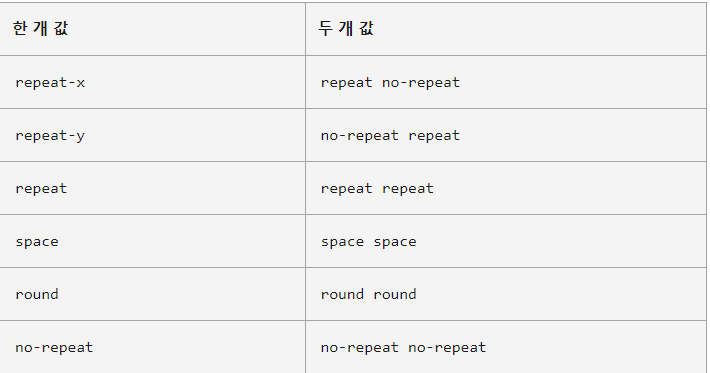 한 개 값 두 개 값
repeat-x repeat no-repeat
repeat-y no-repeat repeat
repeat repeat repeat
space space space
round round round
no-repeat no-repeat no-repeat